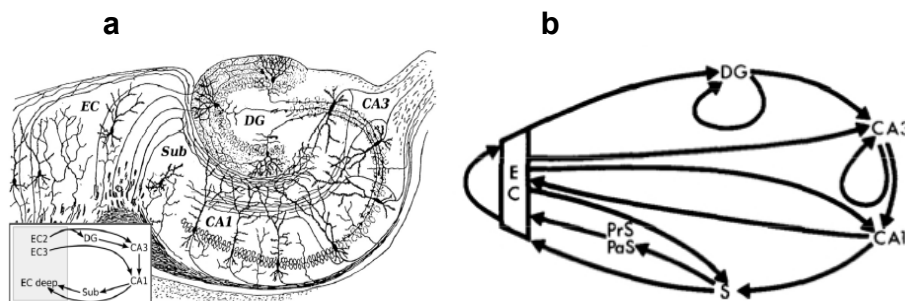 a
b
EC
Sub
DG
CA3
CA1
EC2
EC3
DG
CA3
CA1
Sub
EC deep
DG
CA3
E
C
PrS
PaS
CA1
S